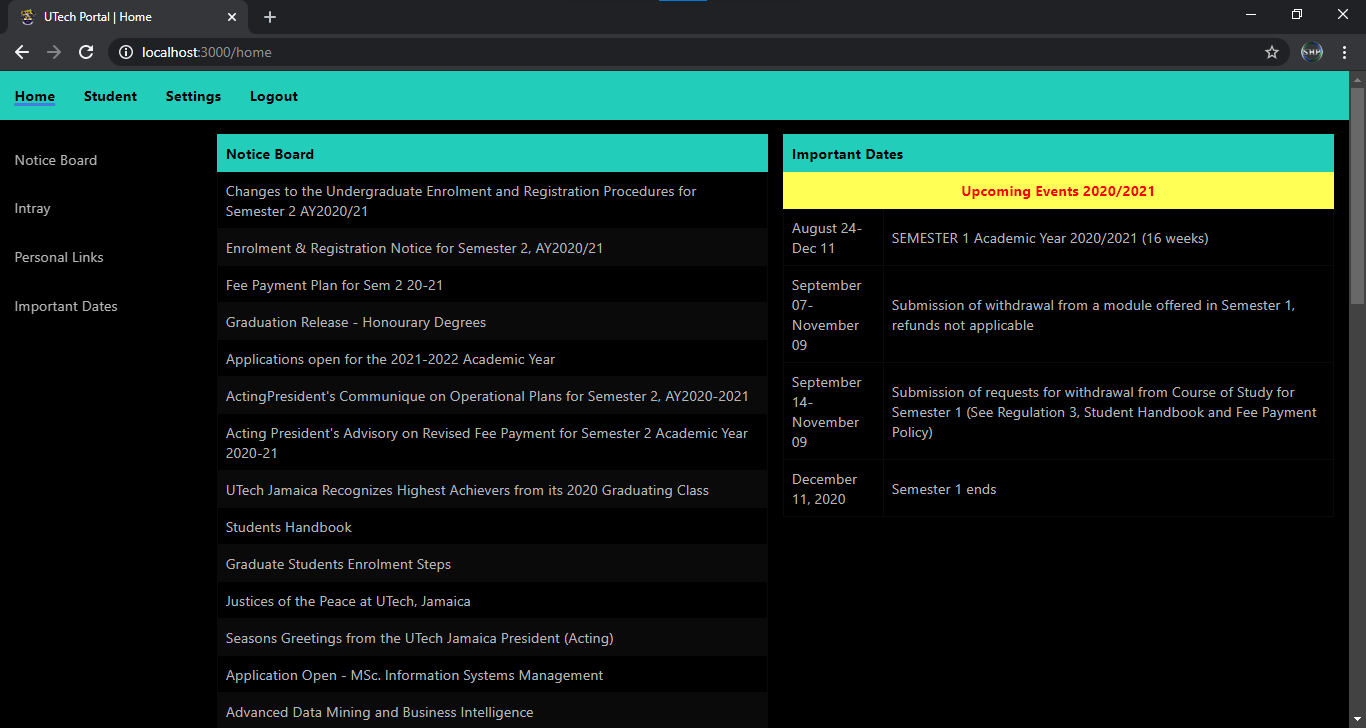 UTech Portal | Home
localhost:3000/home
Home Student Settings Logout
Notice Board
Intray
Personal Links
Important Dates
Notice Board
Changes to the Undergraduate Enrolment and Registration Procedures for
Semester 2 AY2020/21
Enrolment & Registration Notice for Semester 2, AY2020/21
Fee Payment Plan for Sem 2 20-21
Graduation Release - Honourary Degrees
Applications open for the 2021-2022 Academic Year
ActingPresident's Communique on Operational Plans for Semester 2, AY2020-2021
Acting President's Advisory on Revised Fee Payment for Semester 2 Academic Year
2020-21
UTech Jamaica Recognizes Highest Achievers from its 2020 Graduating Class
Students Handbook
Graduate Students Enrolment Steps
Justices of the Peace at UTech, Jamaica
Seasons Greetings from the UTech Jamaica President (Acting)
Application Open - MSc. Information Systems Management
Advanced Data Mining and Business Intelligence
Important Dates
Upcoming Events 2020/2021
August 24-
Dec 11
SEMESTER 1 Academic Year 2020/2021 (16 weeks)
September
07-
November
09
Submission of withdrawal from a module offered in Semester 1,
refunds not applicable
September
14-
November
09
Submission of requests for withdrawal from Course of Study for
Semester 1 (See Regulation 3, Student Handbook and Fee Payment
Policy)
December
11, 2020
Semester 1 ends